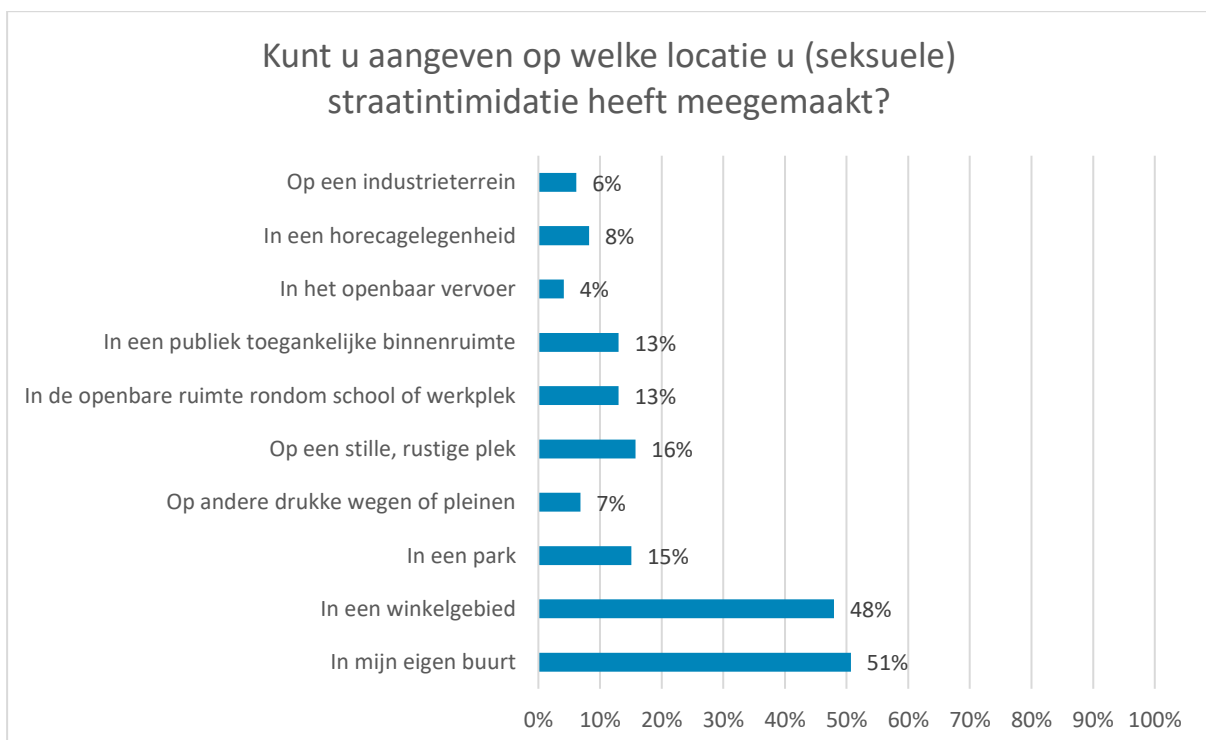 Kunt u aangeven op welke locatie u (seksuele)
straatintimidatie heeft meegemaakt?
Op een industrieterrein 6%
In een horecagelegenheid 8%
In het openbaar vervoer 4%
In een publiek toegankelijke binnenruimte 13%
In de openbare ruimte rondom school of werkplek 13%
Op een stille, rustige plek 16%
Op andere drukke wegen of pleinen 7%
In een park 15%
In een winkelgebied 48%
In mijn eigen buurt 51%
0% 10% 20% 30% 40% 50% 60% 70% 80% 90% 100%